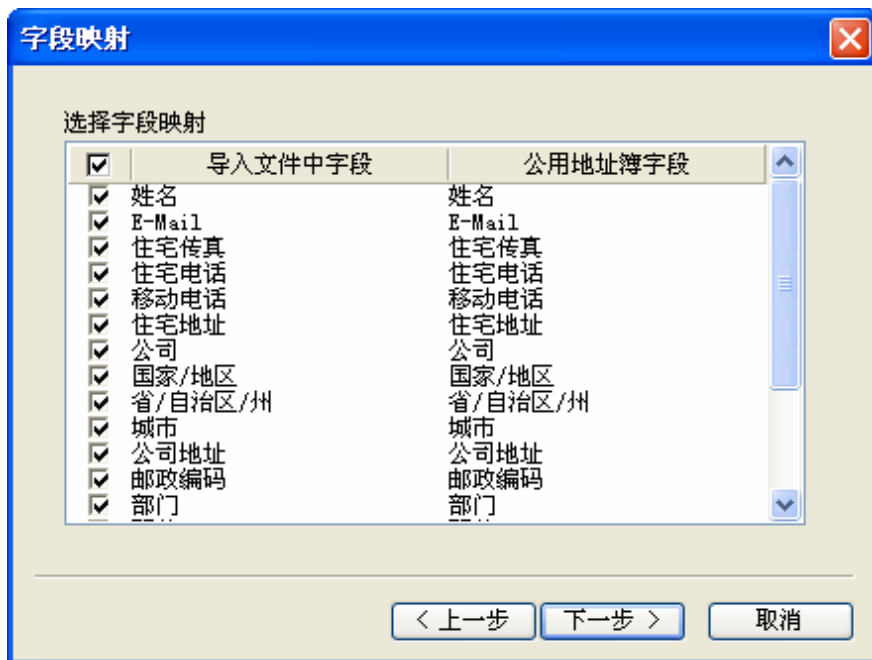 字段映射
选择字段映射
导入文件中字段 公用地址簿字段
姓名 姓名
E-Mail E-Mail
住宅传真 住宅传真
住宅电话 住宅电话
移动电话 移动电话
住宅地址 住宅地址
公司 公司
国家/地区 国家/地区
省/自治区/州 省/自治区/州
城市 城市
公司地址 公司地址
邮政编码 邮政编码
部门 部门
< 上一步 下一步 > 取消